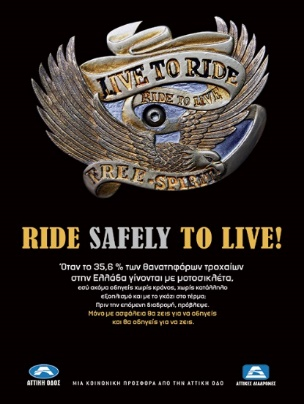 LIVE TO RIDE
RIDE TO LIVE
FREE-SPIRIT
RIDE SAFELY TO LIVE!
Όταν το 35,6 % των θανατηφόρων τροχαίων
στην Ελλάδα γίνονται με μοτοσικλέτα,
εσύ ακόμα οδηγείς χωρίς κράνος, χωρίς κατάλληλο
εξοπλισμό και με το γκάζι στο τέρμα;
Πριν την επόμενη διαδρομή, πρόβλεψε.
Μόνο με ασφάλεια θα ζεις για να οδηγείς
και θα οδηγείς για να ζεις.
ΑΤΤΙΚΗ ΟΔΟΣ
ΜΙΑ ΚΟΙΝΩΝΙΚΗ ΠΡΟΣΦΟΡΑ ΑΠΟ ΤΗΝ ΑΤΤΙΚΗ ΟΔΟ
ΑΤΤΙΚΕΣ ΔΙΑΔΡΟΜΕΣ